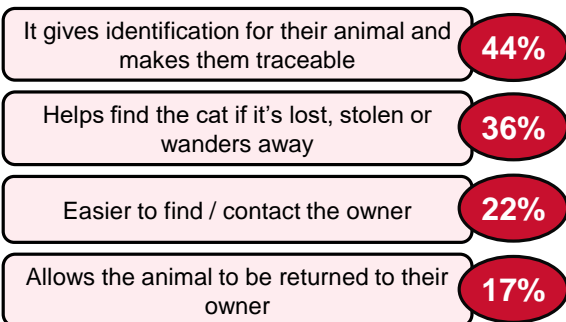 It gives identification for their animal and
makes them traceable
44%
Helps find the cat if it's lost, stolen or
wanders away
36%
Easier to find / contact the owner
22%
Allows the animal to be returned to their
owner
17%